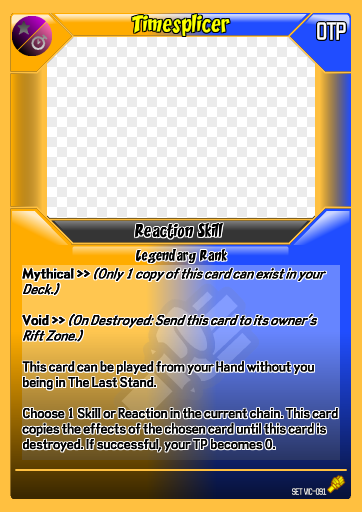 Timesplicer
0TP
Reaction Skill
Legendary Rank
Mythical >> (Only 1 copy of this card can exist in your
Deck.)
Void >> (On Destroyed: Send this card to its owner's
Rift Zone.)
This card can be played from your Hand without you
being in The Last Stand.
Choose 1 Skill or Reaction in the current chain. This card
copies the effects of the chosen card until this card is
destroyed. If successful, your TP becomes 0.
SET VIC-091